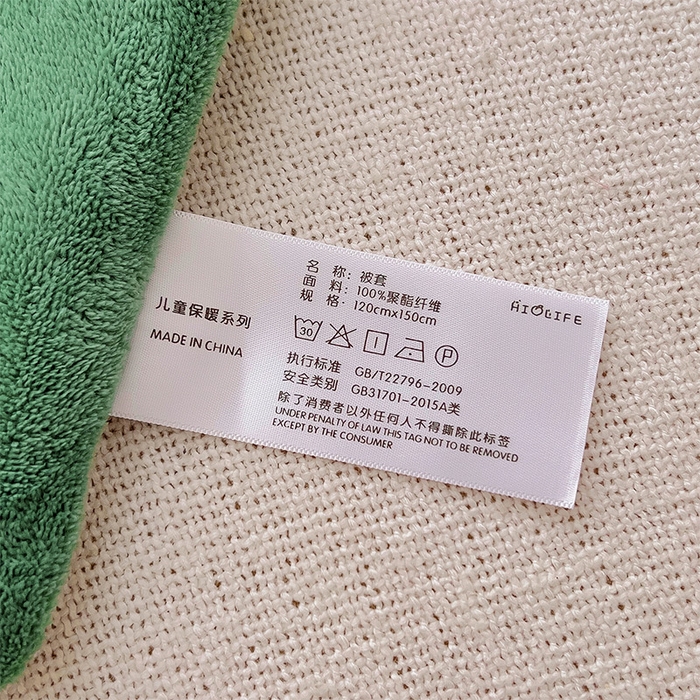 儿童保暖系列
MADE IN CHINA
名 称：被套
面 料：100%聚酯纤维
规 格：120cmx150cm
30
P
执行标准 GB/T22796-2009
安全类别 GB31701-2015A类
除了消费者以外任何人不得撕除此标签
UNDER PENALTY OF LAW THIS TAG NOT TO BE REMOVED
EXCEPT BY THE CONSUMER
HIOLIFE